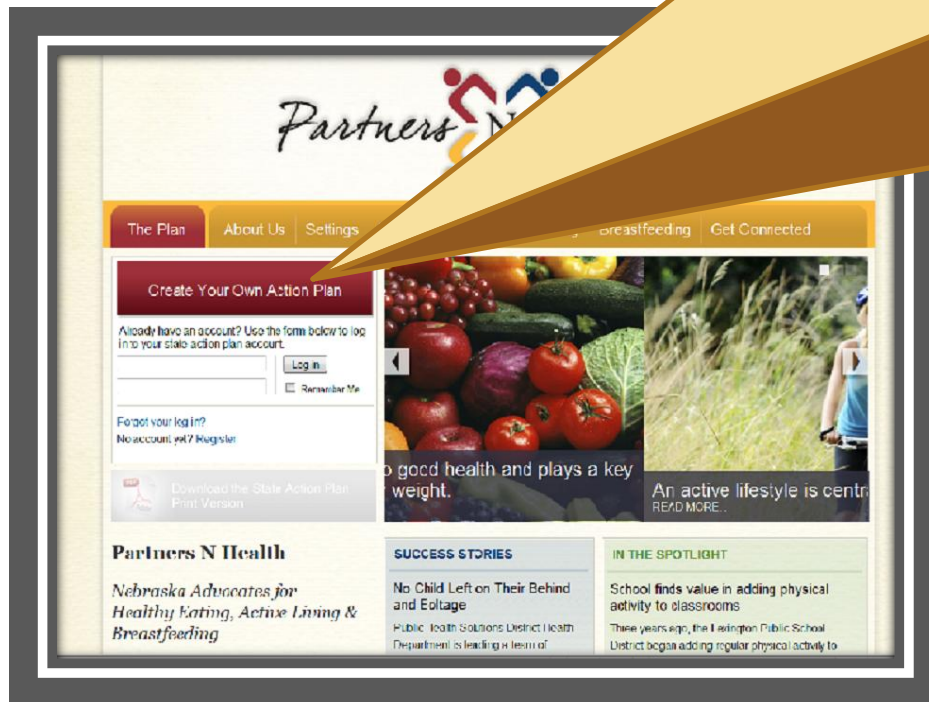 Partners N
The Plan
About Us
Settings
Breastfeeding
Get Connected
Create Your Own Action Plan
Already have an account? Use the form below to log
into your state action plan account.
Log in
Remember Me
Forgot your log in?
No account yet? Register
PDF
Download the State Action Plan
Print Version
o good health and plays a key
weight.
An active lifestyle is centr
READ MORE...
Partners N Health
Nebraska Advocates for
Healthy Eating, Active Living &
Breastfeeding
SUCCESS STORIES
No Child Left on Their Behind
and
Public Health Solutions District Health
Department is leading a team of
IN THE SPOTLIGHT
School finds value in adding physical
activity to classrooms
Three years ago, the Lexington Public School
District began adding regular physical activity to